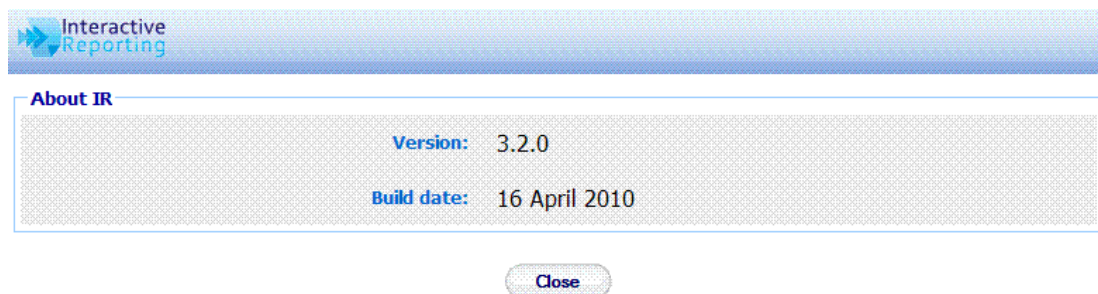 Interactive
Reporting
About IR
Version: 3.2.0
Build date: 16 April 2010
Close